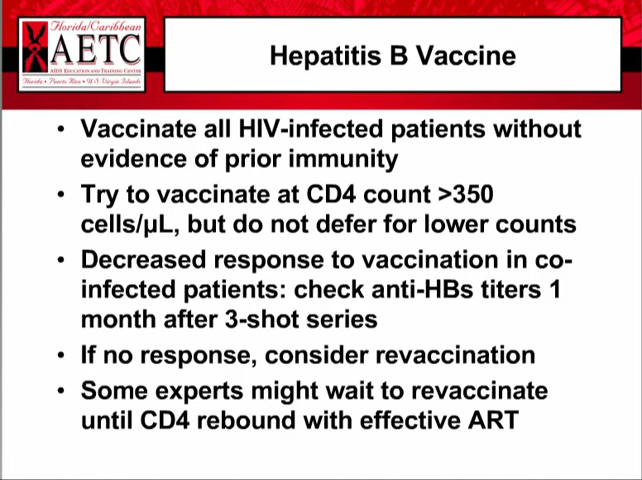 Florida/Caribbean
AETC
AIDS EDUCATION AND TRAINING CENTER
Florida • Puerto Rico • U.S. Virgin Islands
Hepatitis B Vaccine
• Vaccinate all HIV-infected patients without
evidence of prior immunity
• Try to vaccinate at CD4 count >350
cells/µL, but do not defer for lower counts
• Decreased response to vaccination in co-
infected patients: check anti-HBs titers 1
month after 3-shot series
• If no response, consider revaccination
• Some experts might wait to revaccinate
until CD4 rebound with effective ART